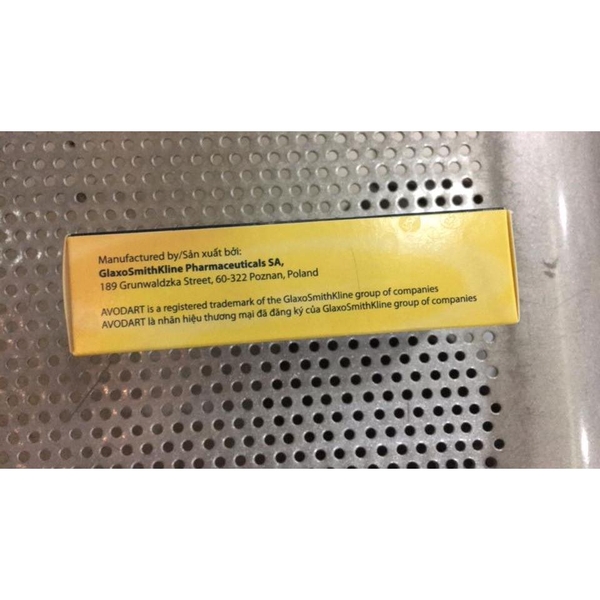 Manufactured by/Sản xuất bởi:
GlaxoSmithKline Pharmaceuticals SA,
189 Grunwaldzka Street, 60-322 Poznan, Poland
AVODART is a registered trademark of the GlaxoSmithKline group of companies
AVODART là nhãn hiệu thương mại đã đăng ký của GlaxoSmithKline group of companies